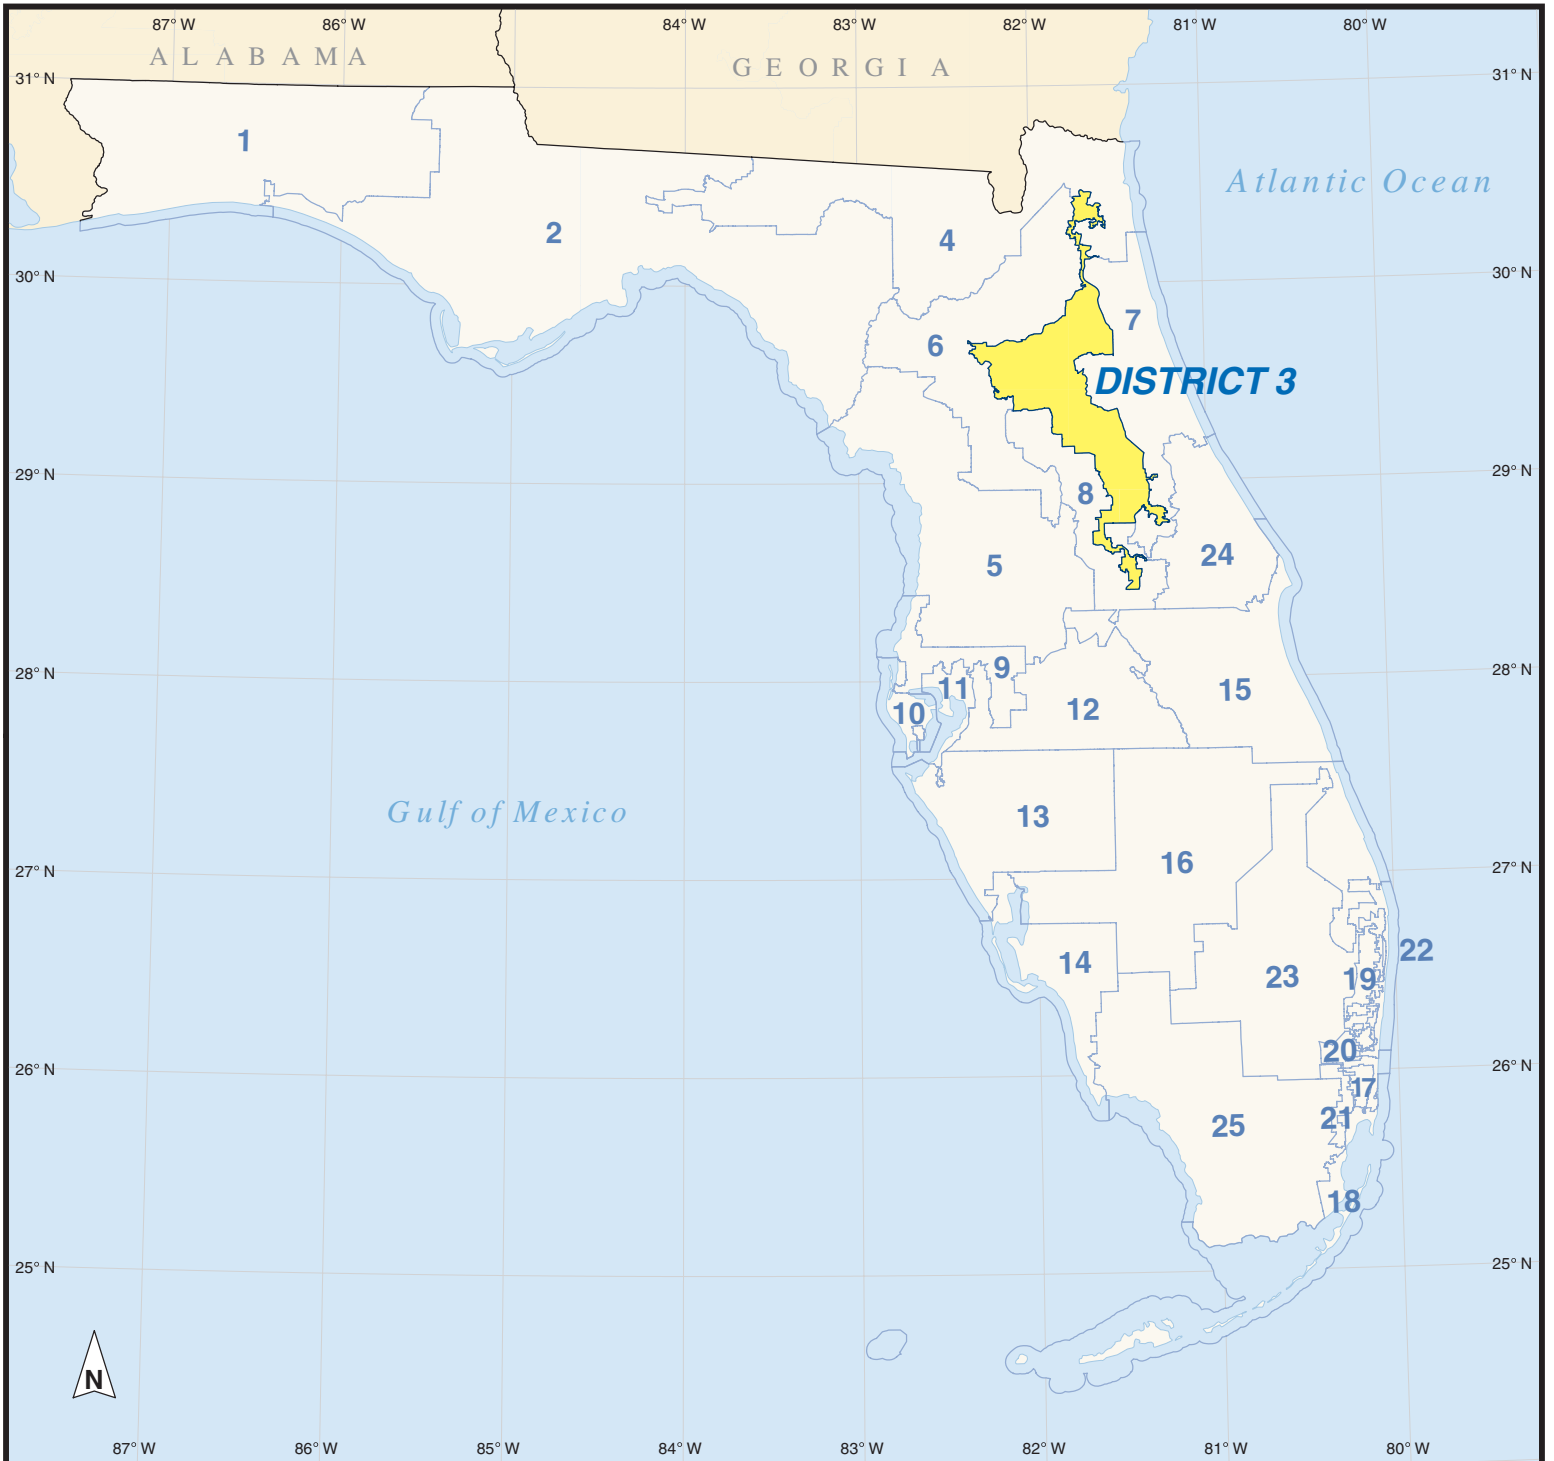 87° W 86° W 84° W 83° W 82° W 81° W 80° W
ALABAMA
GEORGIA
31° N 31° N
1
Atlantic Ocean
2
4
30° N 30° N
7
6
DISTRICT 3
29° N 29° N
8
24
5
28° N 28° N
9
11
15
10
12
Gulf of Mexico
13
16
27° N 27° N
22
14
23
19
20
26° N 26° N
17
21
25
18
25° N 25° N
N
87° W 86° W 85° W 84° W 83° W 82° W 81° W 80° W